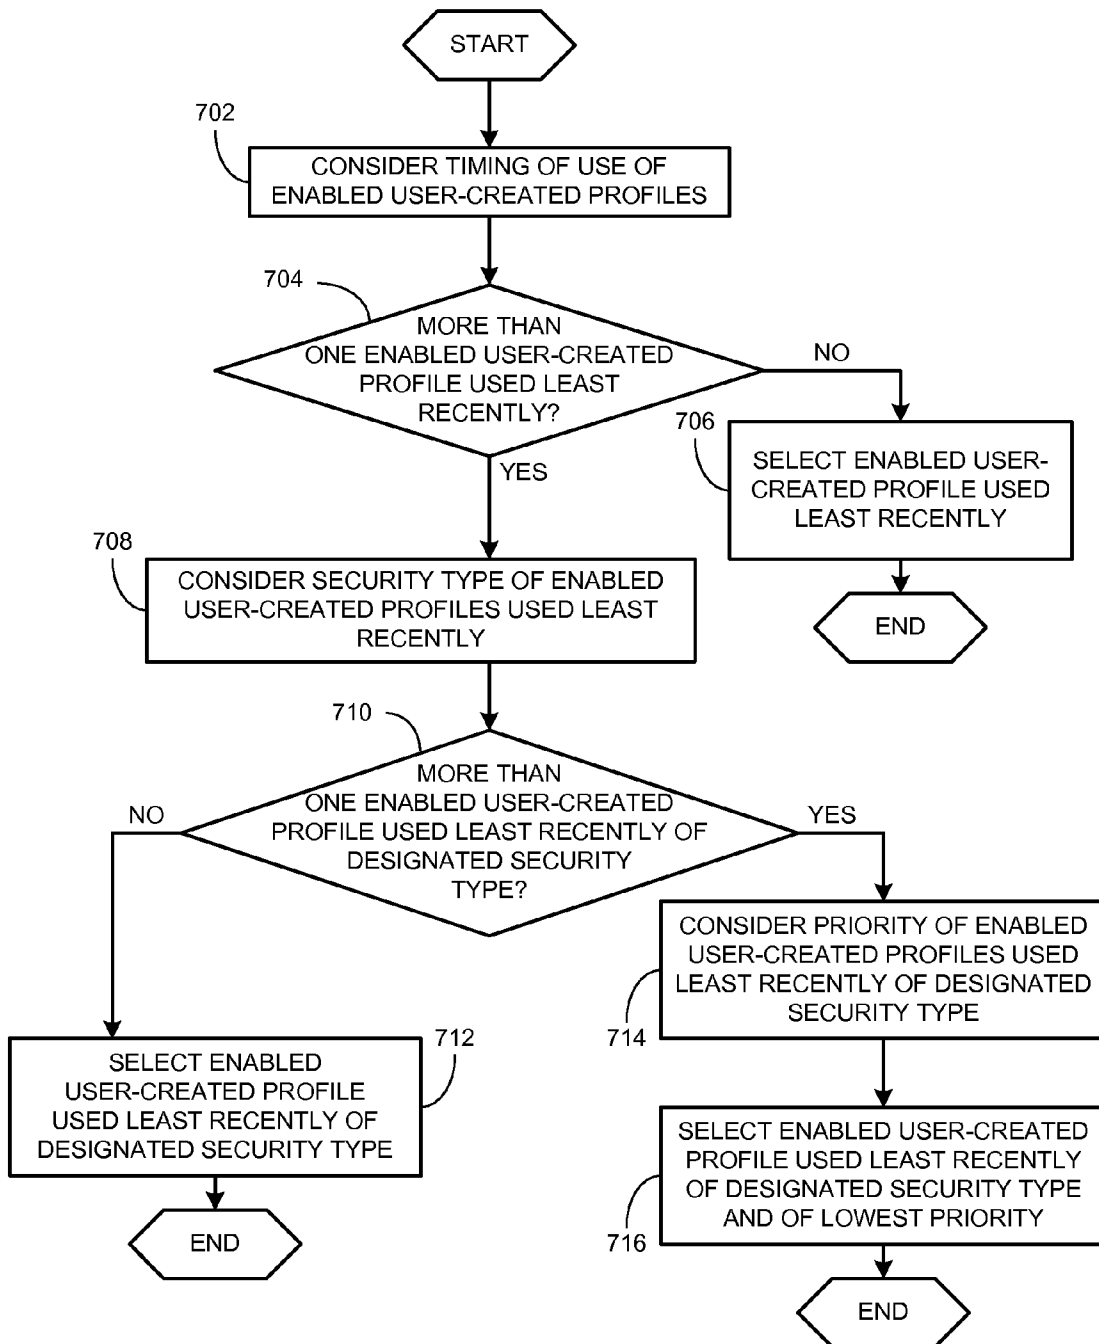 START
702
CONSIDER TIMING OF USE OF
ENABLED USER-CREATED PROFILES
704
MORE THAN
ONE ENABLED USER-CREATED
PROFILE USED LEAST
RECENTLY?
NO
YES
706
SELECT ENABLED USER-
CREATED PROFILE USED
LEAST RECENTLY
END
708
CONSIDER SECURITY TYPE OF ENABLED
USER-CREATED PROFILES USED LEAST
RECENTLY
710
MORE THAN
ONE ENABLED USER-CREATED
PROFILE USED LEAST RECENTLY OF
DESIGNATED SECURITY
TYPE?
NO
YES
712
SELECT ENABLED
USER-CREATED PROFILE
USED LEAST RECENTLY OF
DESIGNATED SECURITY TYPE
END
CONSIDER PRIORITY OF ENABLED
USER-CREATED PROFILES USED
LEAST RECENTLY OF DESIGNATED
SECURITY TYPE
714
SELECT ENABLED USER-CREATED
PROFILE USED LEAST RECENTLY
OF DESIGNATED SECURITY TYPE
AND OF LOWEST PRIORITY
716
END